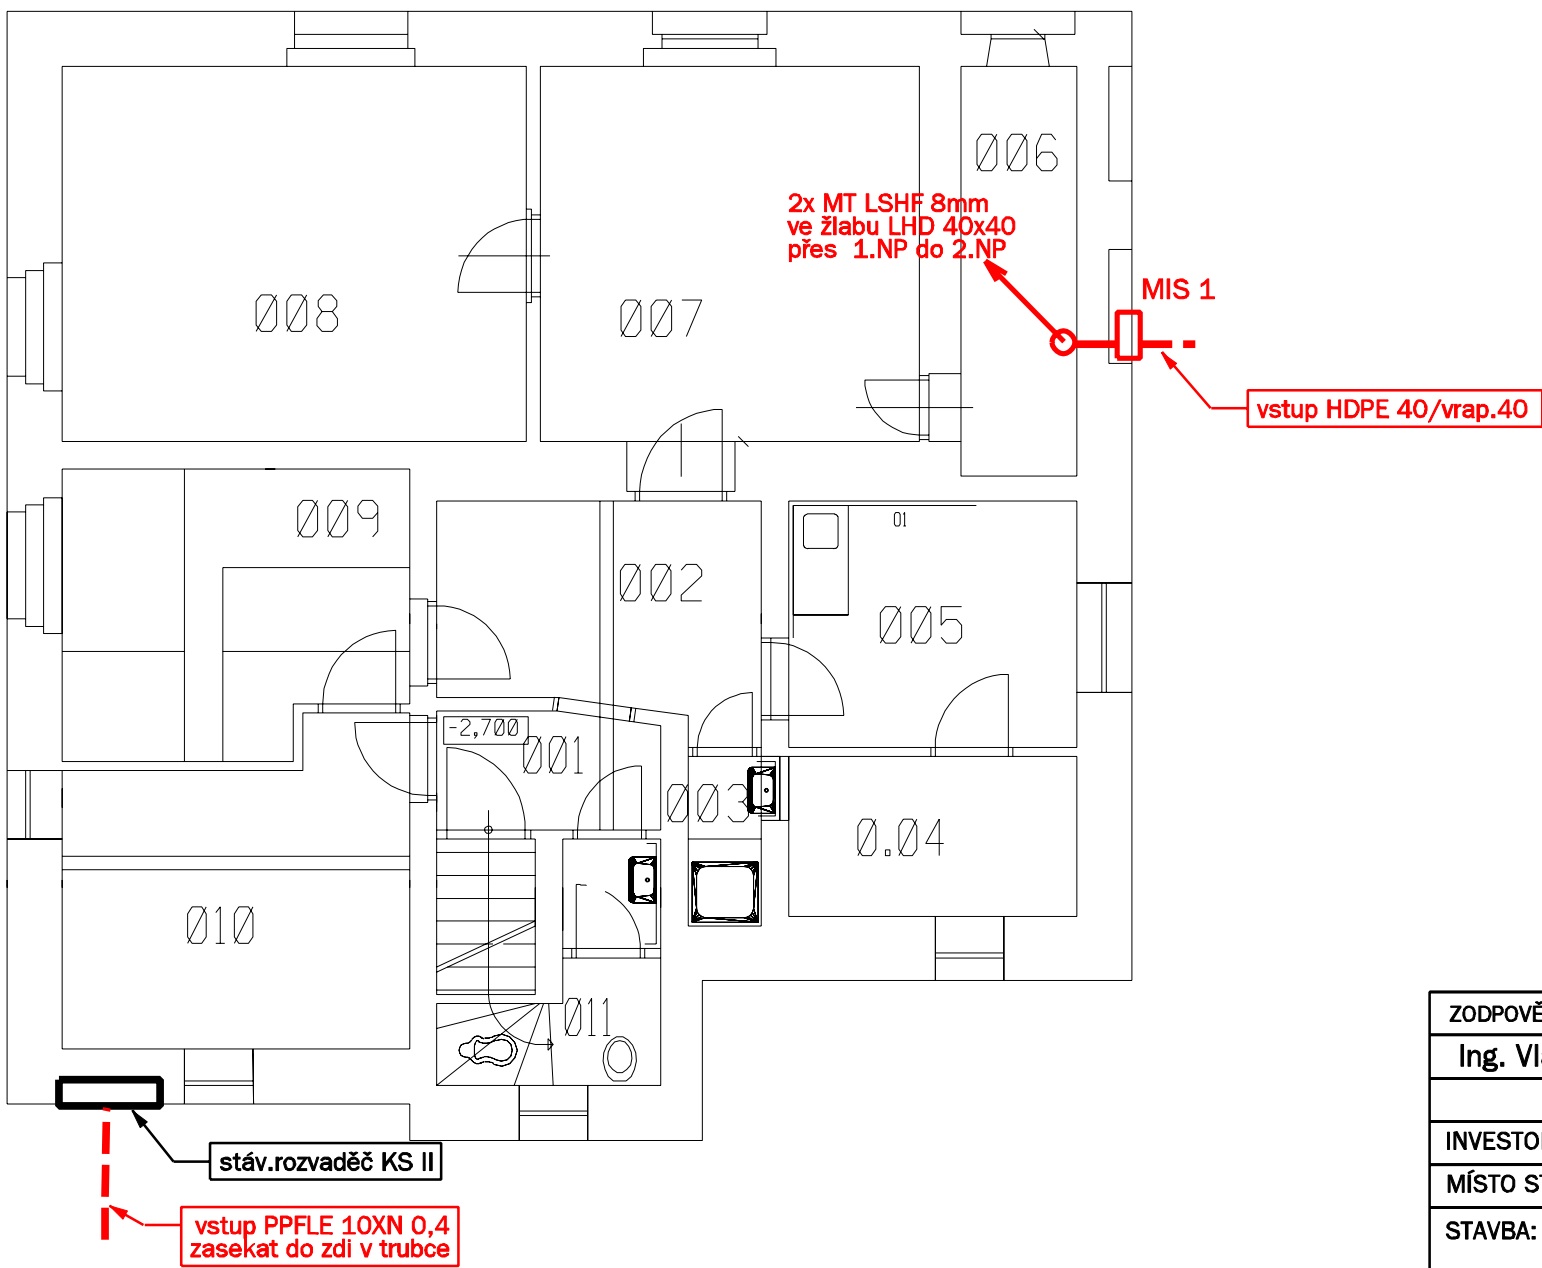 006
2x MT LSHF 8mm
ve žlabu LHD 40x40
přes 1.NP do 2.NP
MIS 1
008
007
vstup HDPE 40/vrap.40
009
01
002
005
-2,700
001
003
0.04
010
011
ZODPOVĚ
Ing. Vl
INVESTO
MÍSTO S
STAVBA:
stáv.rozvaděč KS II
vstup PPFLE 10XN 0,4
zasekat do zdi v trubce